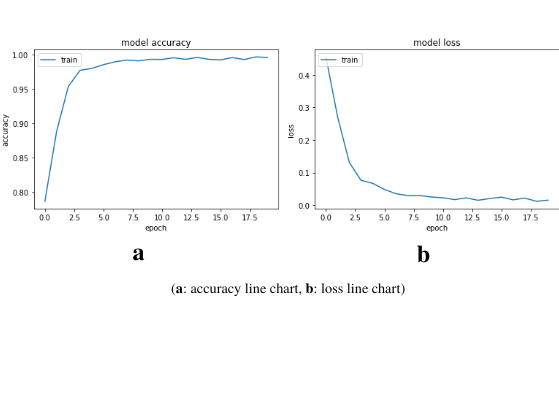 model accuracy
train
1.00
0.95
0.90
0.85
0.80
accuracy
0.0 2.5 5.0 7.5 10.0 12.5 15.0 17.5
epoch
a
model loss
train
0.4
0.3
0.2
0.1
0.0
loss
0.0 2.5 5.0 7.5 10.0 12.5 15.0 17.5
epoch
b
(a: accuracy line chart, b: loss line chart)